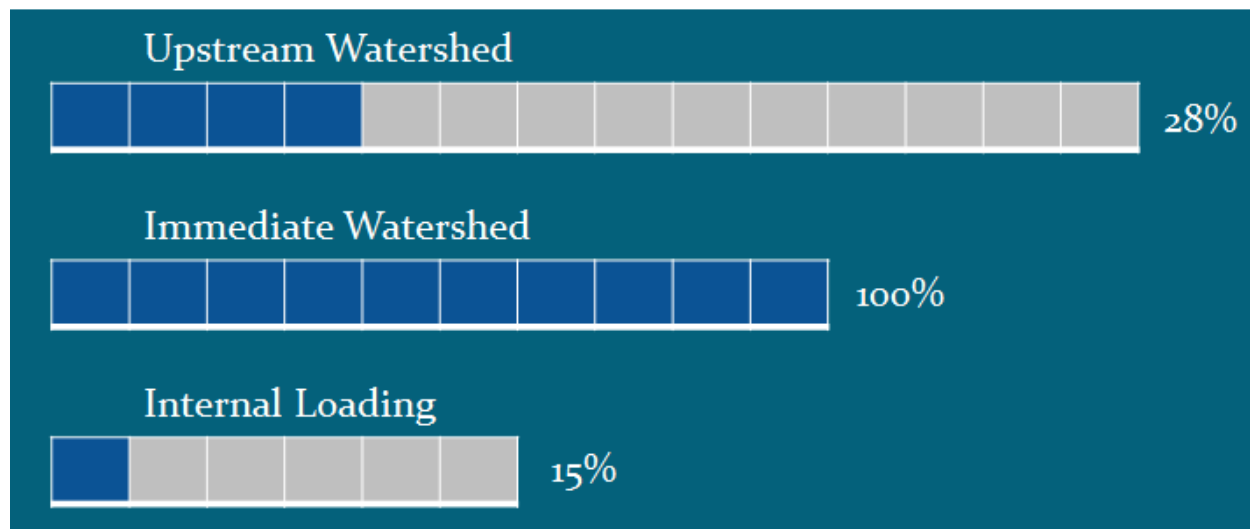 Upstream Watershed
28%
Immediate Watershed
100%
Internal Loading
15%